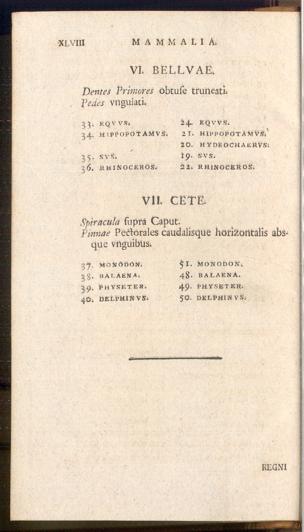 XLVIII MAMMALIA.
VI. BELLVAE.
Dentes Primores obtuse truncati.
Pedes vngulati.
33. EQVVS. 24. EQVVS.
34. HIPPOPOTAMVS. 21. HIPPOPOTAMVS.
20. HYDROCHAERVS:
35. SVS. 19. SVS.
36. RHINOCEROS. 22. RHINOCEROS.
VII. CETE.
Spiracula supra Caput.
Pinnae Pectorales caudalisque horizontalis abs-
que vnguibus.
37. MONODON. 51. MONODON.
38. BALAENA. 48. BALAENA.
39. PHYSETER. 49. PHYSETER.
40. DELPHINVS. 50. DELPHINVS.
REGNI